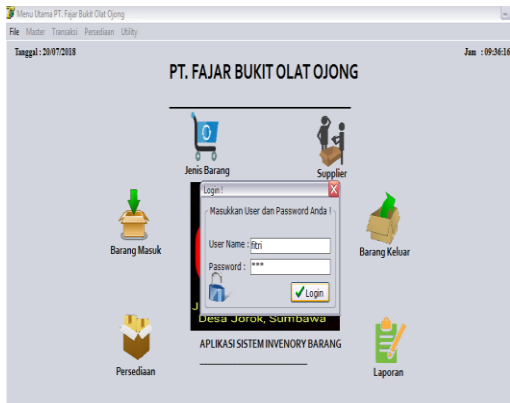 Menu Utama PT. Fajar Bukit Olat Ojong
File Master Transaksi Persediaan Utility
Tanggal : 20/07/2018
Jam : 09:36:16
PT. FAJAR BUKIT OLAT OJONG
Jenis Barang
Supplier
Login !
Masukkan User dan Password Anda !
User Name : fitri
Password : ***
Login
Barang Masuk
Barang Keluar
J
Desa Jorok, Sumbawa
APLIKASI SISTEM INVENORY BARANG
Persediaan
Laporan